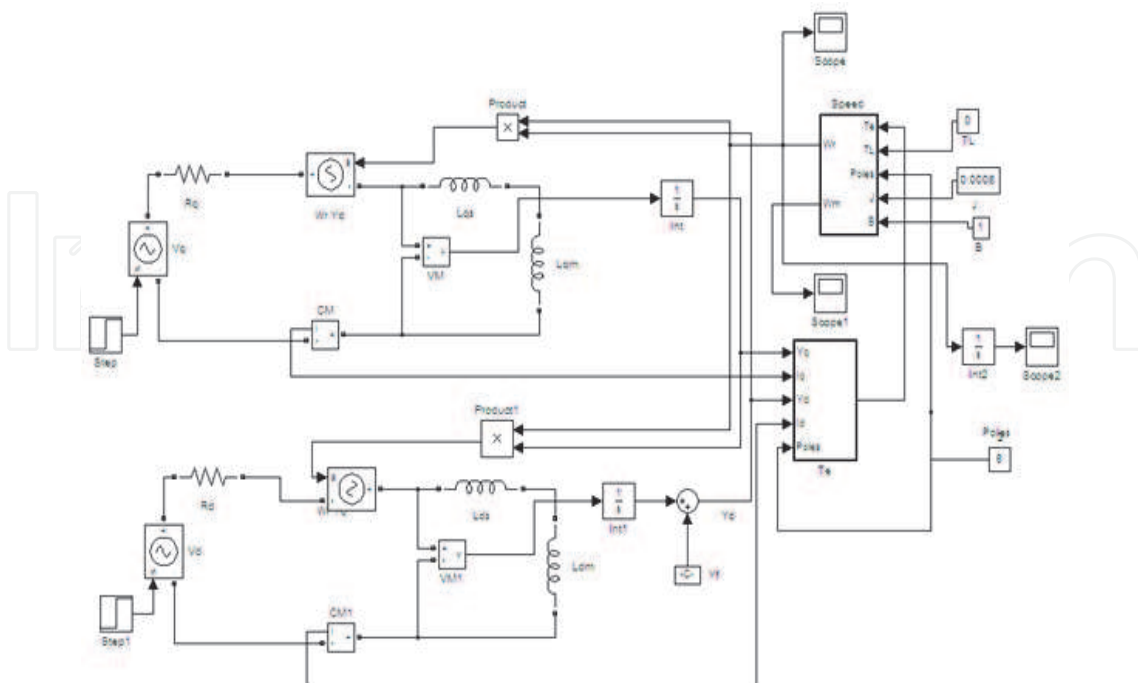 Scope
Product
Speed
Te
TL
Poles
J
B
Wr
Wm
0
TL
0.0008
J
1
B
Rq
Wr Yd
Lqs
Vq
VM
Lqm
1
s
Int
CM
Step
Scope1
1
s
Int2
Scope2
Yq
Iq
Yd
Id
Poles
Te
Poles
8
Product1
Rd
Vd
Lds
VM1
Ldm
1
s
Int1
Yd
-C-
Yf
CM1
Step1